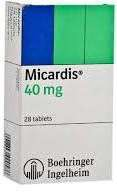 Micardis®
40 mg
28 tablets
Boehringer
Ingelheim